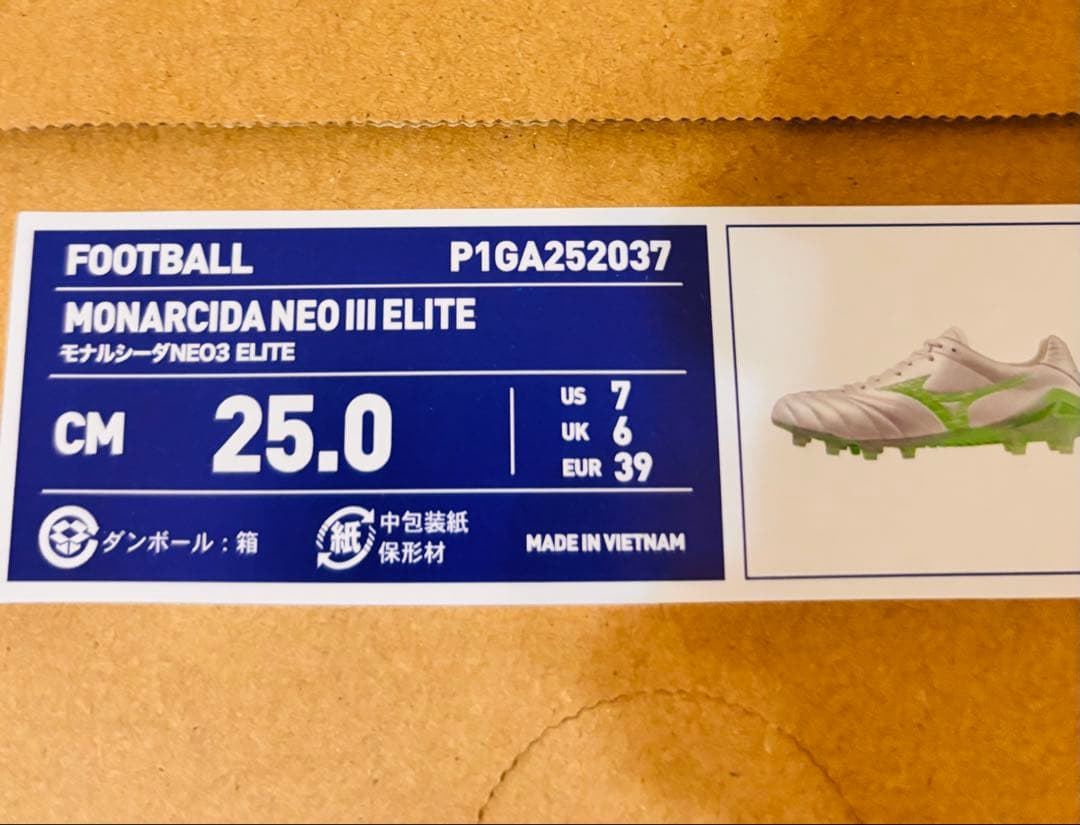 FOOTBALL P1GA252037
MONARCIDA NEO III ELITE
モナルシーダNEO3 ELITE
CM 25.0
US 7
UK 6
EUR 39
ダンボール：箱
紙 中包装紙
保形材
MADE IN VIETNAM